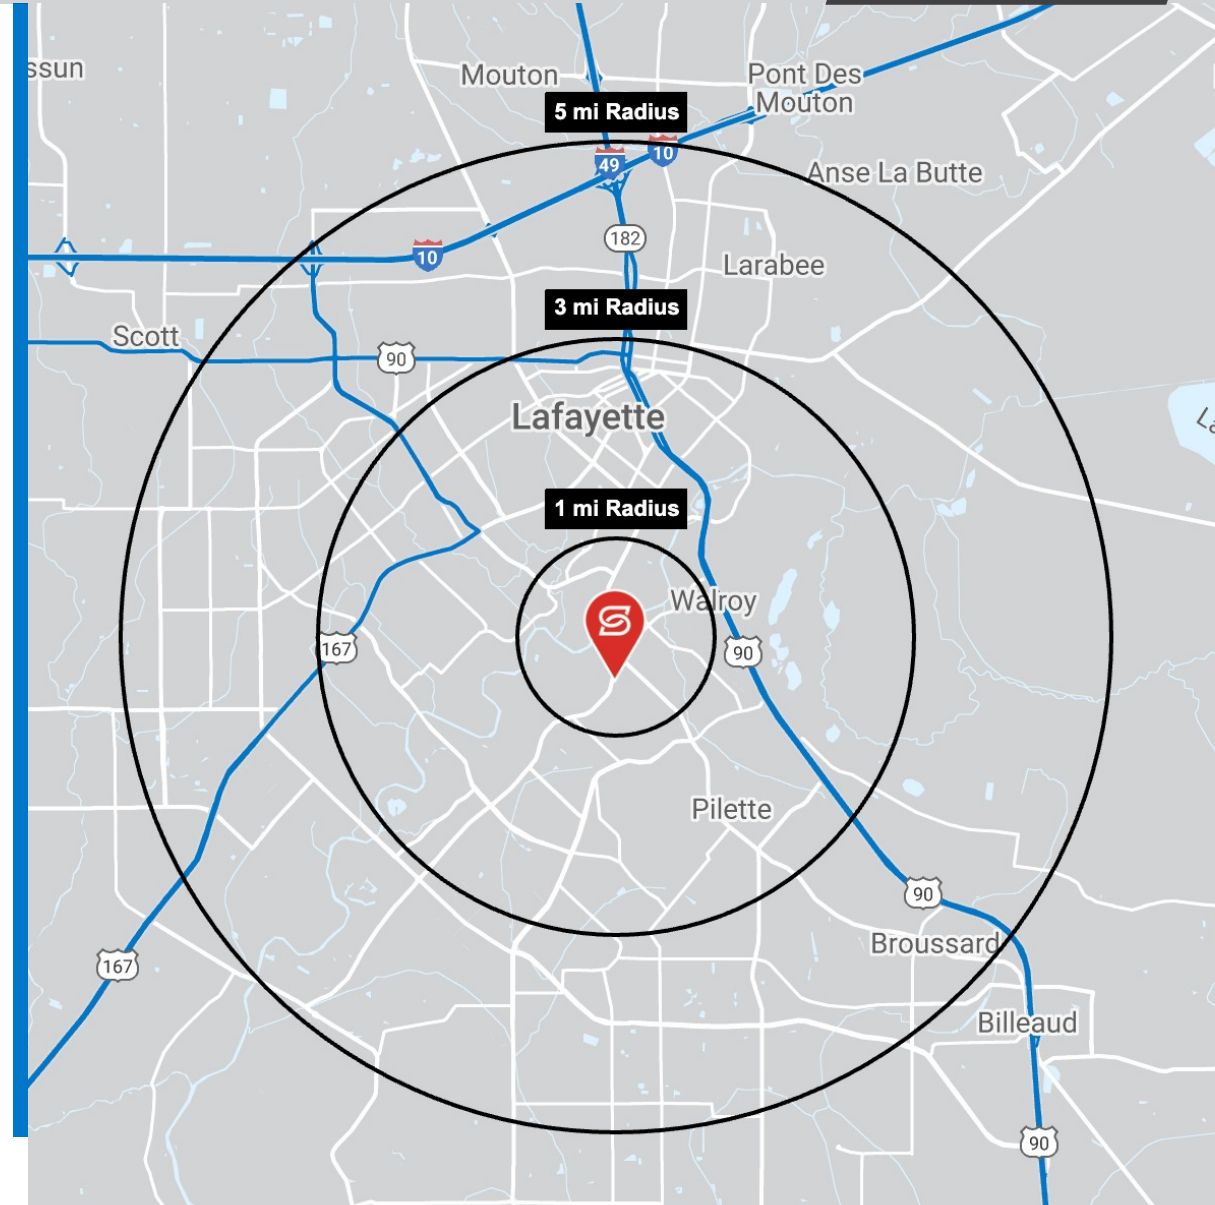 ssun
Mouton
Pont Des
Mouton
5 mi Radius
49
10
Anse La Butte
182
10
Larabee
3 mi Radius
Scott
90
Lafayette
1 mi Radius
Walroy
167
90
Pilette
90
Broussard
167
Billeaud
90